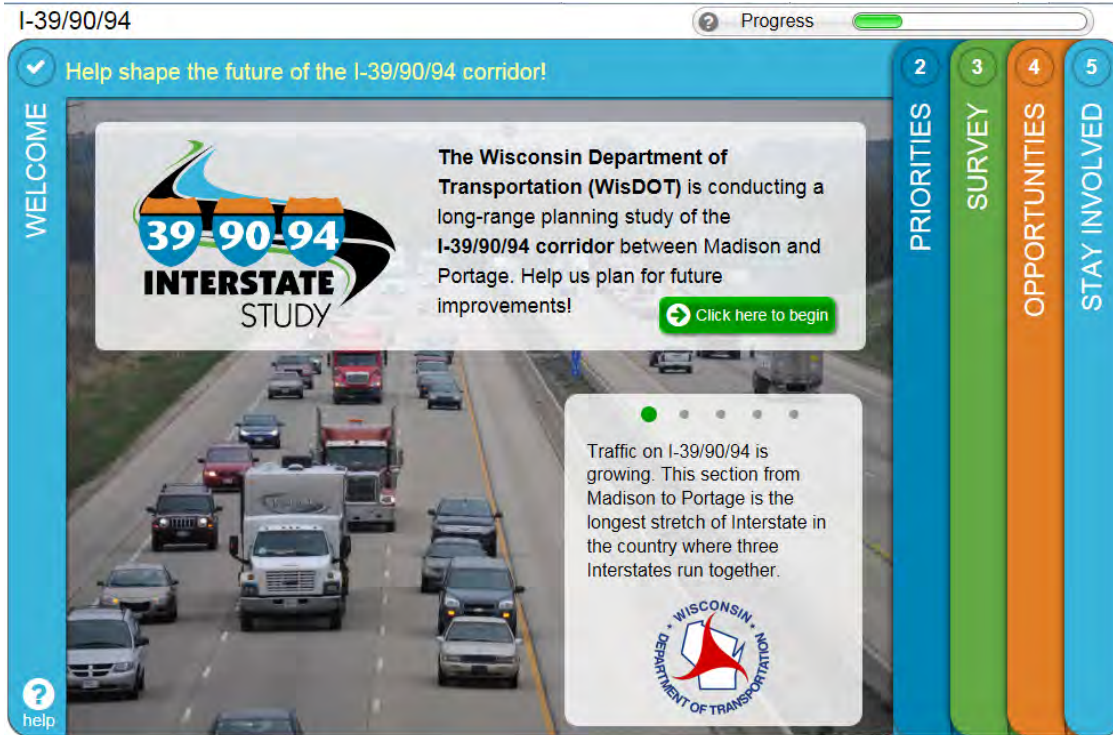 I-39/90/94
? Progress
Help shape the future of the I-39/90/94 corridor!
WELCOME
39 90 94
INTERSTATE
STUDY
The Wisconsin Department of
Transportation (WisDOT) is conducting a
long-range planning study of the
I-39/90/94 corridor between Madison and
Portage. Help us plan for future
improvements!
Click here to begin
Traffic on I-39/90/94 is
growing. This section from
Madison to Portage is the
longest stretch of Interstate in
the country where three
Interstates run together.
WISCONSIN
DEPARTMENT OF TRANSPORTATION
?
help
2
PRIORITIES
3
SURVEY
4
OPPORTUNITIES
5
STAY INVOLVED